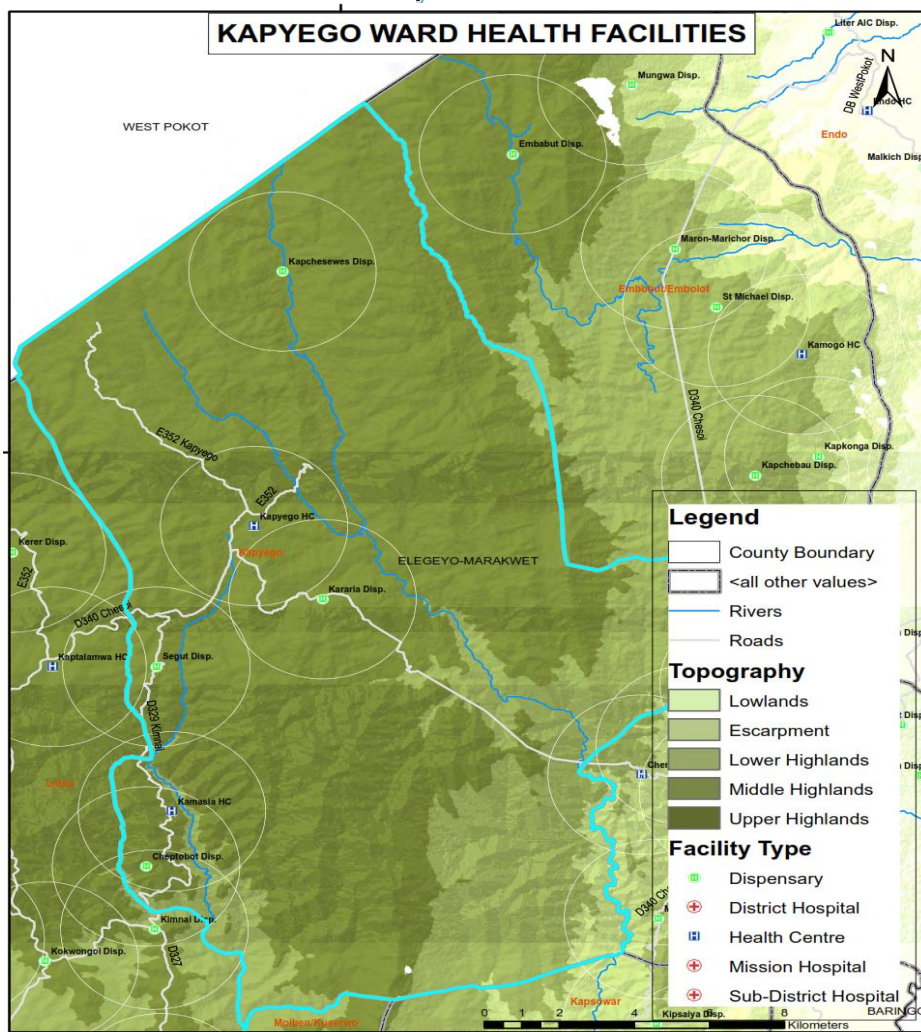 KAPYEGO WARD HEALTH FACILITIES
Liter AIC Disp.
N
Mungwa Disp.
DB WestPokot
Endo HC
WEST POKOT
Endo
Embabut Disp.
Malkich Disp.
Maron-Marichor Disp.
Kapchesewes Disp.
Embobut/Embolot
St Michael Disp.
Kamogo HC
D340 Chesoi
E352 Kapyego
Kapkonga Disp.
Kapchebau Disp.
E352
Kapyego HC
Kerer Disp.
Kapyego
ELEGEYO-MARAKWET
E352
Kararia Disp.
D340 Chesoi
Kaptalamwa HC
Segut Disp.
D329 Kimnai
Lelan
Kamasia HC
Cheptobot Disp.
Kimnai Disp.
D340
Kokwongoi Disp.
D327
Kapsowar
Moiben/Kuserwo
Kipsaiya Disp.
BARING
Legend
County Boundary
<all other values>
Rivers
Roads
Topography
Lowlands
Escarpment
Lower Highlands
Middle Highlands
Upper Highlands
Facility Type
Dispensary
District Hospital
Health Centre
Mission Hospital
Sub-District Hospital
0 1 2 4 6 8
Kilometers